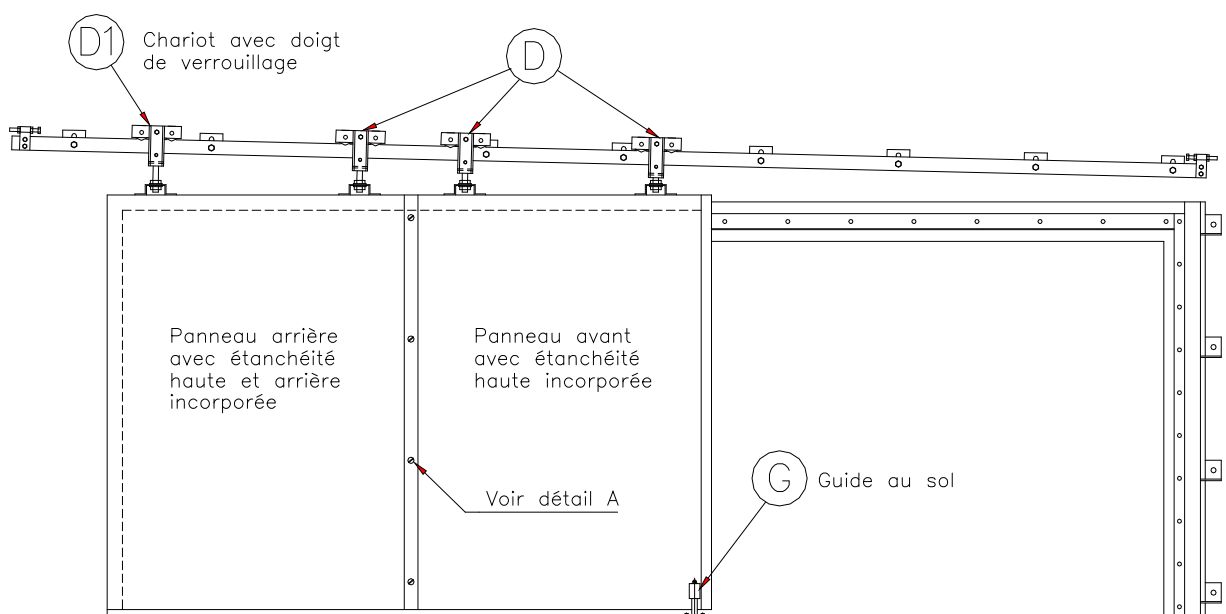 D1
Chariot avec doigt
de verrouillage
D
Panneau arrière
avec étanchéité
haute et arrière
incorporée
Panneau avant
avec étanchéité
haute incorporée
Voir détail A
G
Guide au sol